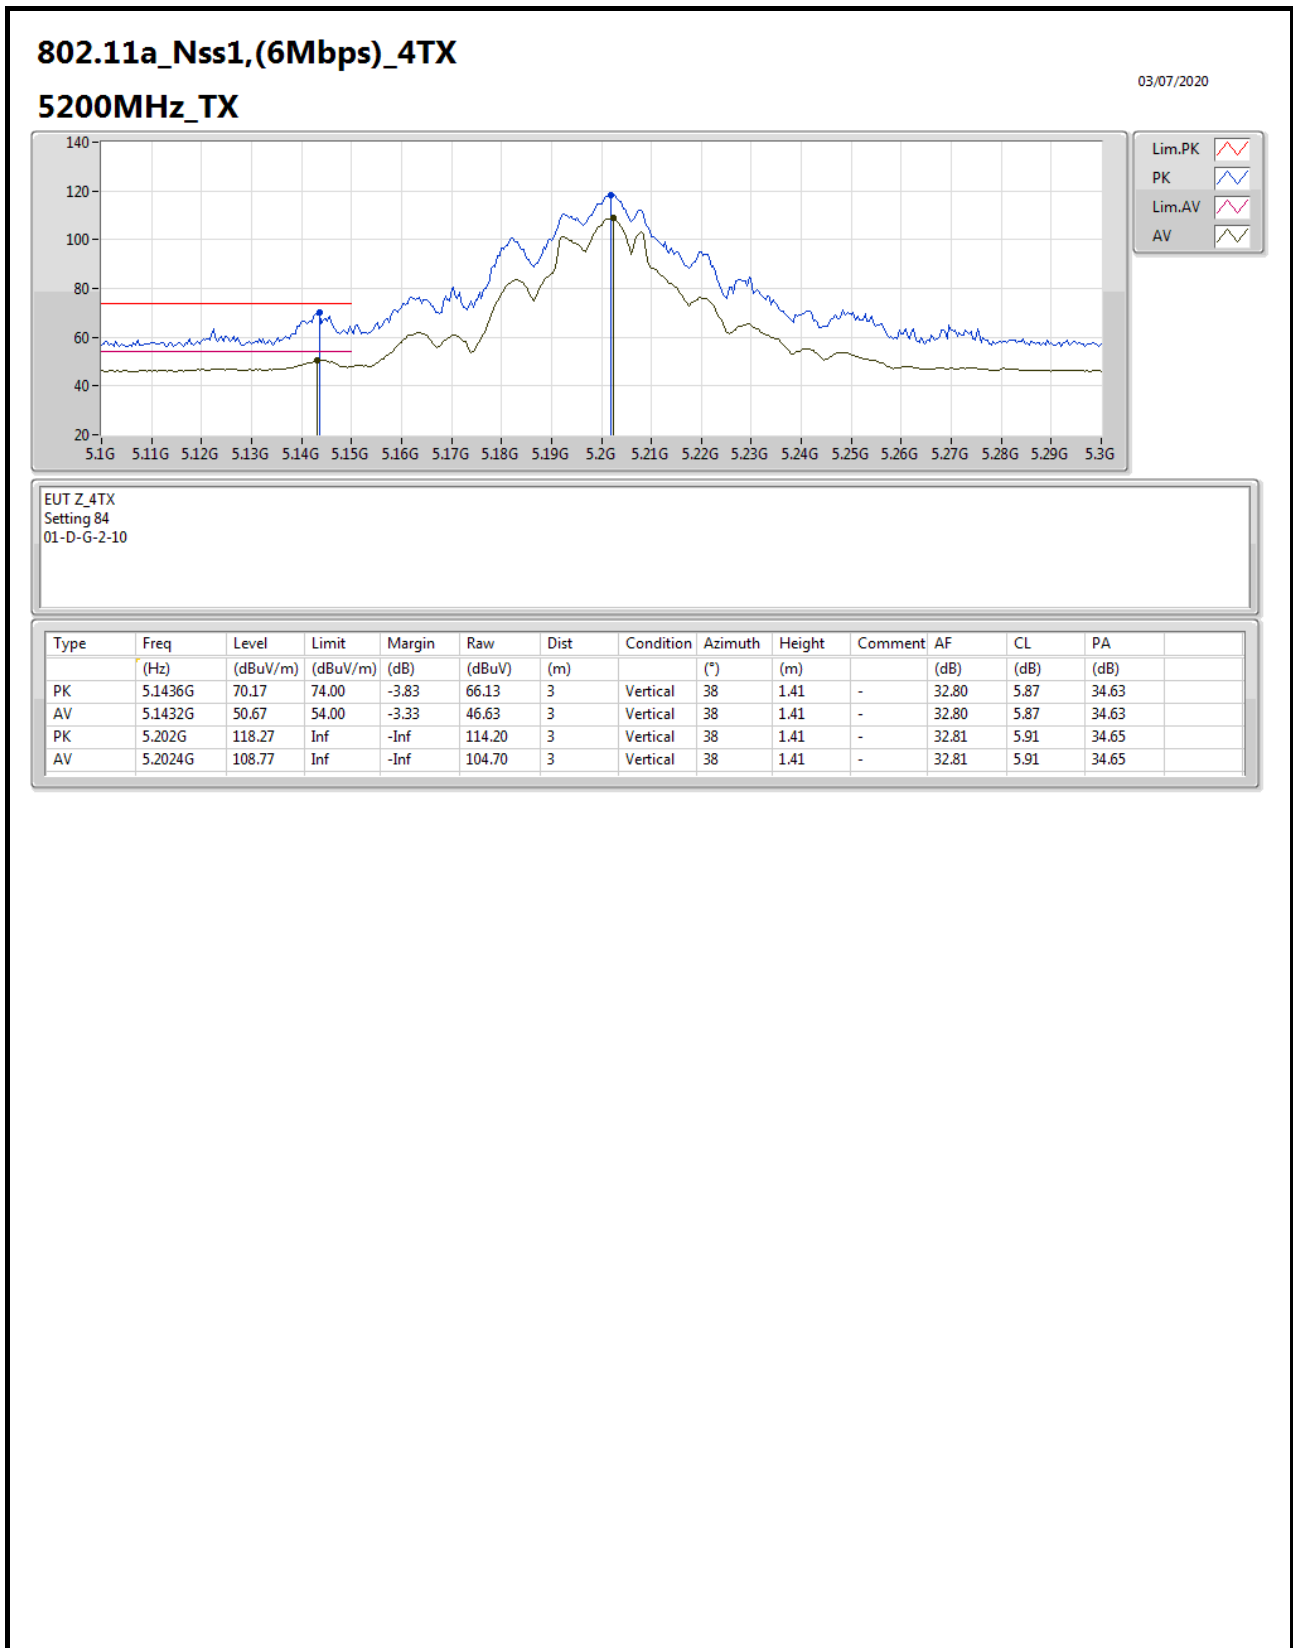 802.11a_Nss1,(6Mbps)_4TX
03/07/2020
5200MHz_TX
140
120
100
80
60
40
20
5.1G 5.11G 5.12G 5.13G 5.14G 5.15G 5.16G 5.17G 5.18G 5.19G 5.2G 5.21G 5.22G 5.23G 5.24G 5.25G 5.26G 5.27G 5.28G 5.29G 5.3G
Lim.PK
PK
Lim.AV
AV
EUT Z_4TX
Setting 84
01-D-G-2-10
Type Freq Level Limit Margin Raw Dist Condition Azimuth Height Comment AF CL PA
(Hz) (dBuV/m) (dBuV/m) (dB) (dBuV) (m) (°) (m) (dB) (dB) (dB)
PK 5.1436G 70.17 74.00 -3.83 66.13 3 Vertical 38 1.41 - 32.80 5.87 34.63
AV 5.1432G 50.67 54.00 -3.33 46.63 3 Vertical 38 1.41 - 32.80 5.87 34.63
PK 5.202G 118.27 Inf -Inf 114.20 3 Vertical 38 1.41 - 32.81 5.91 34.65
AV 5.2024G 108.77 Inf -Inf 104.70 3 Vertical 38 1.41 - 32.81 5.91 34.65